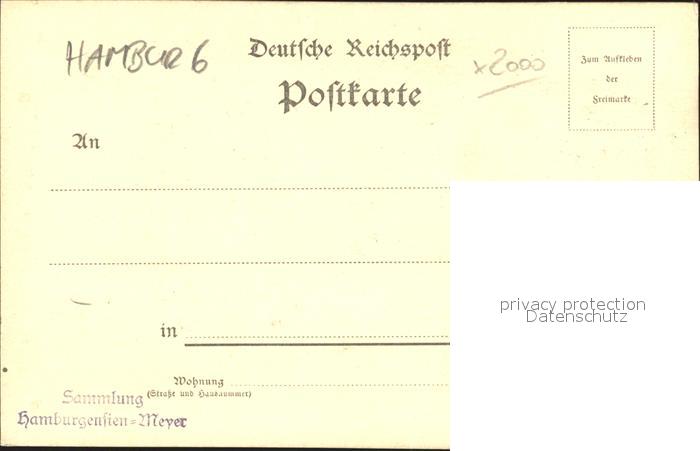 HAMBURG
Deutsche Reichspost
Postkarte
x2000
Zum Aufkleben
der
Freimarke
An
in
Wohnung
(Straße und Hausnummer)
Sammlung
Hamburgensien=Meyer
privacy protection
Datenschutz